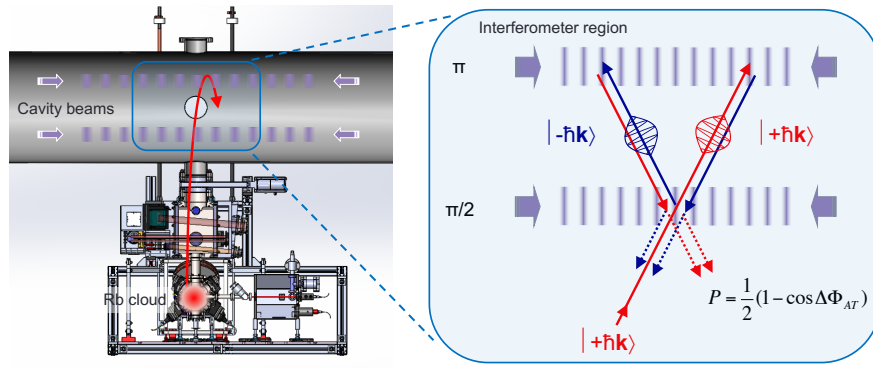 Cavity beams
Rb cloud
Interferometer region
π
|-ħk⟩
|+ħk⟩
π/2
P = 1/2 (1 − cos ΔΦ_AT)
|+ħk⟩